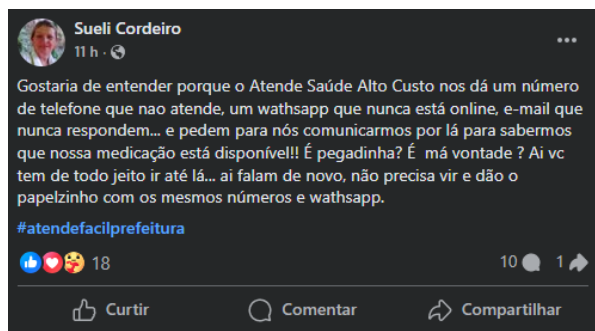 Sueli Cordeiro
11 h ·
Gostaria de entender porque o Atende Saúde Alto Custo nos dá um número
de telefone que nao atende, um wathsapp que nunca está online, e-mail que
nunca respondem... e pedem para nós comunicarmos por lá para sabermos
que nossa medicação está disponível!! É pegadinha? É má vontade ? Ai vc
tem de todo jeito ir até lá... ai falam de novo, não precisa vir e dão o
papelzinho com os mesmos números e wathsapp.
#atendefacilprefeitura
18 10 1
Curtir Comentar Compartilhar